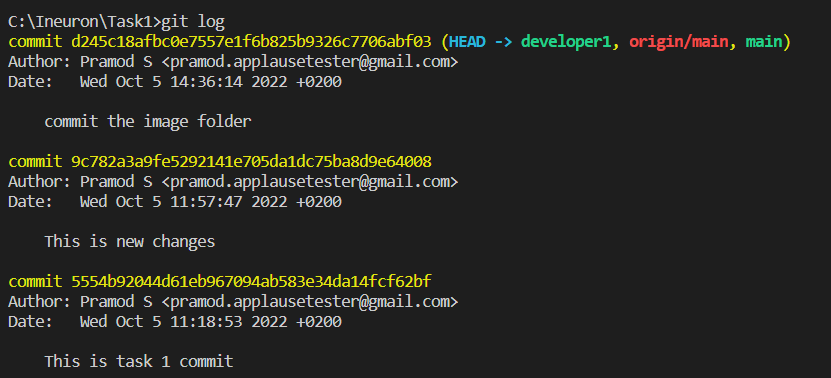 C:\Ineuron\Task1>git log
commit d245c18afbc0e7557e1f6b825b9326c7706abf03 (HEAD -> developer1, origin/main, main)
Author: Pramod S <pramod.applausetester@gmail.com>
Date:   Wed Oct 5 14:36:14 2022 +0200
commit the image folder
commit 9c782a3a9fe5292141e705da1dc75ba8d9e64008
Author: Pramod S <pramod.applausetester@gmail.com>
Date:   Wed Oct 5 11:57:47 2022 +0200
This is new changes
commit 5554b92044d61eb967094ab583e34da14fcf62bf
Author: Pramod S <pramod.applausetester@gmail.com>
Date:   Wed Oct 5 11:18:53 2022 +0200
This is task 1 commit